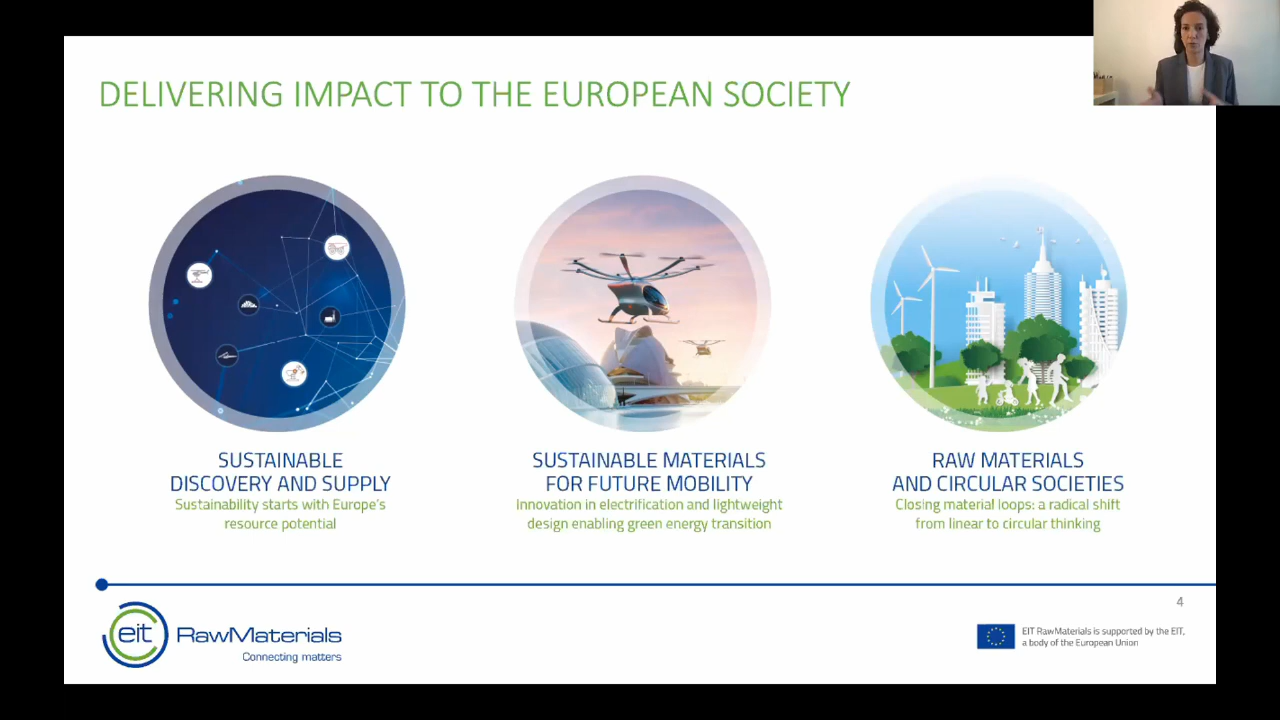 DELIVERING IMPACT TO THE EUROPEAN SOCIETY
SUSTAINABLE
DISCOVERY AND SUPPLY
Sustainability starts with Europe's
resource potential
SUSTAINABLE MATERIALS
FOR FUTURE MOBILITY
Innovation in electrification and lightweight
design enabling green energy transition
RAW MATERIALS
AND CIRCULAR SOCIETIES
Closing material loops: a radical shift
from linear to circular thinking
4
eit RawMaterials
Connecting matters
EIT RawMaterials is supported by the EIT,
a body of the European Union